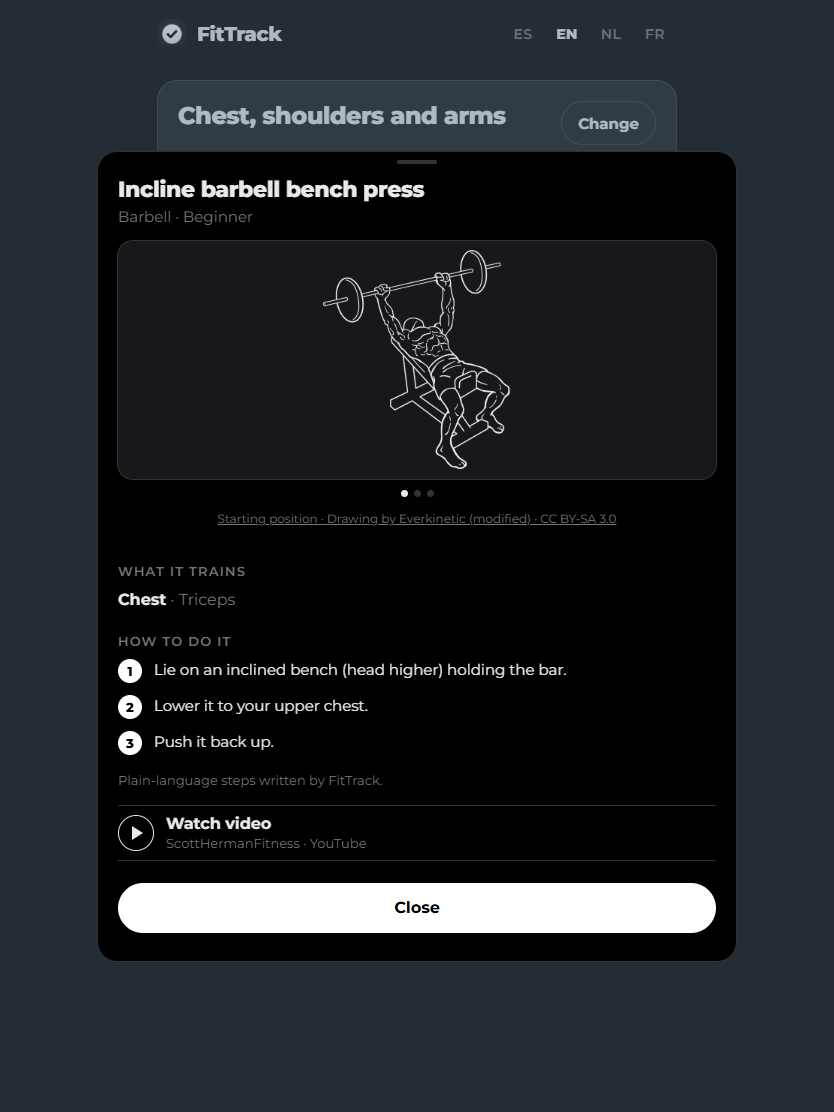 FitTrack
ES EN NL FR
Chest, shoulders and arms
Change
Incline barbell bench press
Barbell · Beginner
Starting position · Drawing by Everkinetic (modified) · CC BY-SA 3.0
WHAT IT TRAINS
Chest · Triceps
HOW TO DO IT
1 Lie on an inclined bench (head higher) holding the bar.
2 Lower it to your upper chest.
3 Push it back up.
Plain-language steps written by FitTrack.
Watch video
ScottHermanFitness · YouTube
Close